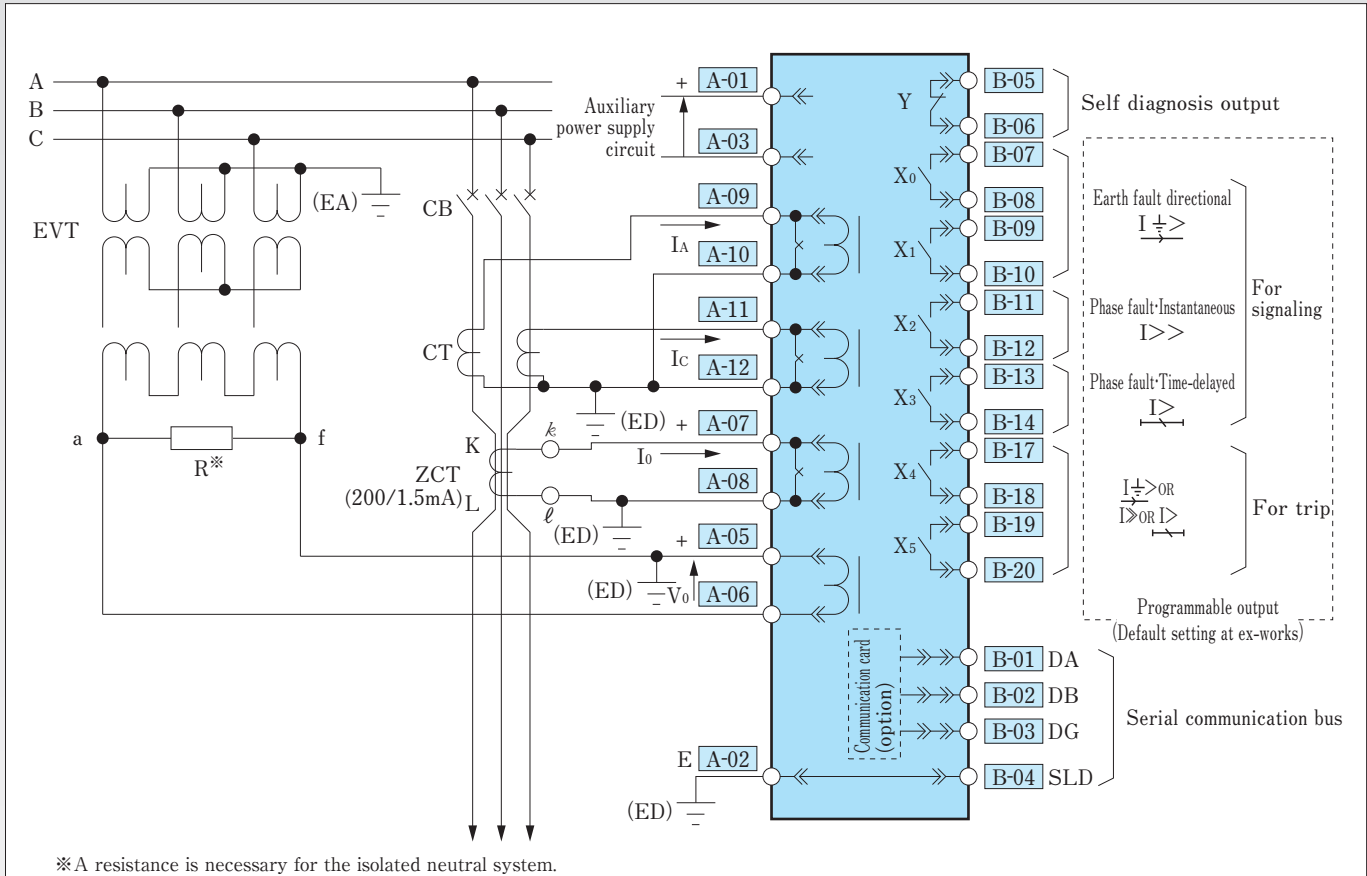 A
B
C
EVT
(EA)
CB
CT
a
R※
f
K
ZCT
(200/1.5mA)
L
k
ℓ
(ED)
(ED)
(ED)
(ED)
Auxiliary
power supply
circuit
+
A-01
A-03
A-09
IA
A-10
A-11
IC
A-12
+
A-07
I0
A-08
+
A-05
V0
A-06
E
A-02
Y
X0
X1
X2
X3
X4
X5
Communication card
(option)
B-05
B-06
B-07
B-08
B-09
B-10
B-11
B-12
B-13
B-14
B-17
B-18
B-19
B-20
B-01 DA
B-02 DB
B-03 DG
B-04 SLD
Self diagnosis output
Earth fault directional
I⏚>
Phase fault·Instantaneous
I>>
Phase fault·Time-delayed
I>
For
signaling
I⏚>OR
I≫OR I>
For trip
Programmable output
(Default setting at ex-works)
Serial communication bus
※A resistance is necessary for the isolated neutral system.